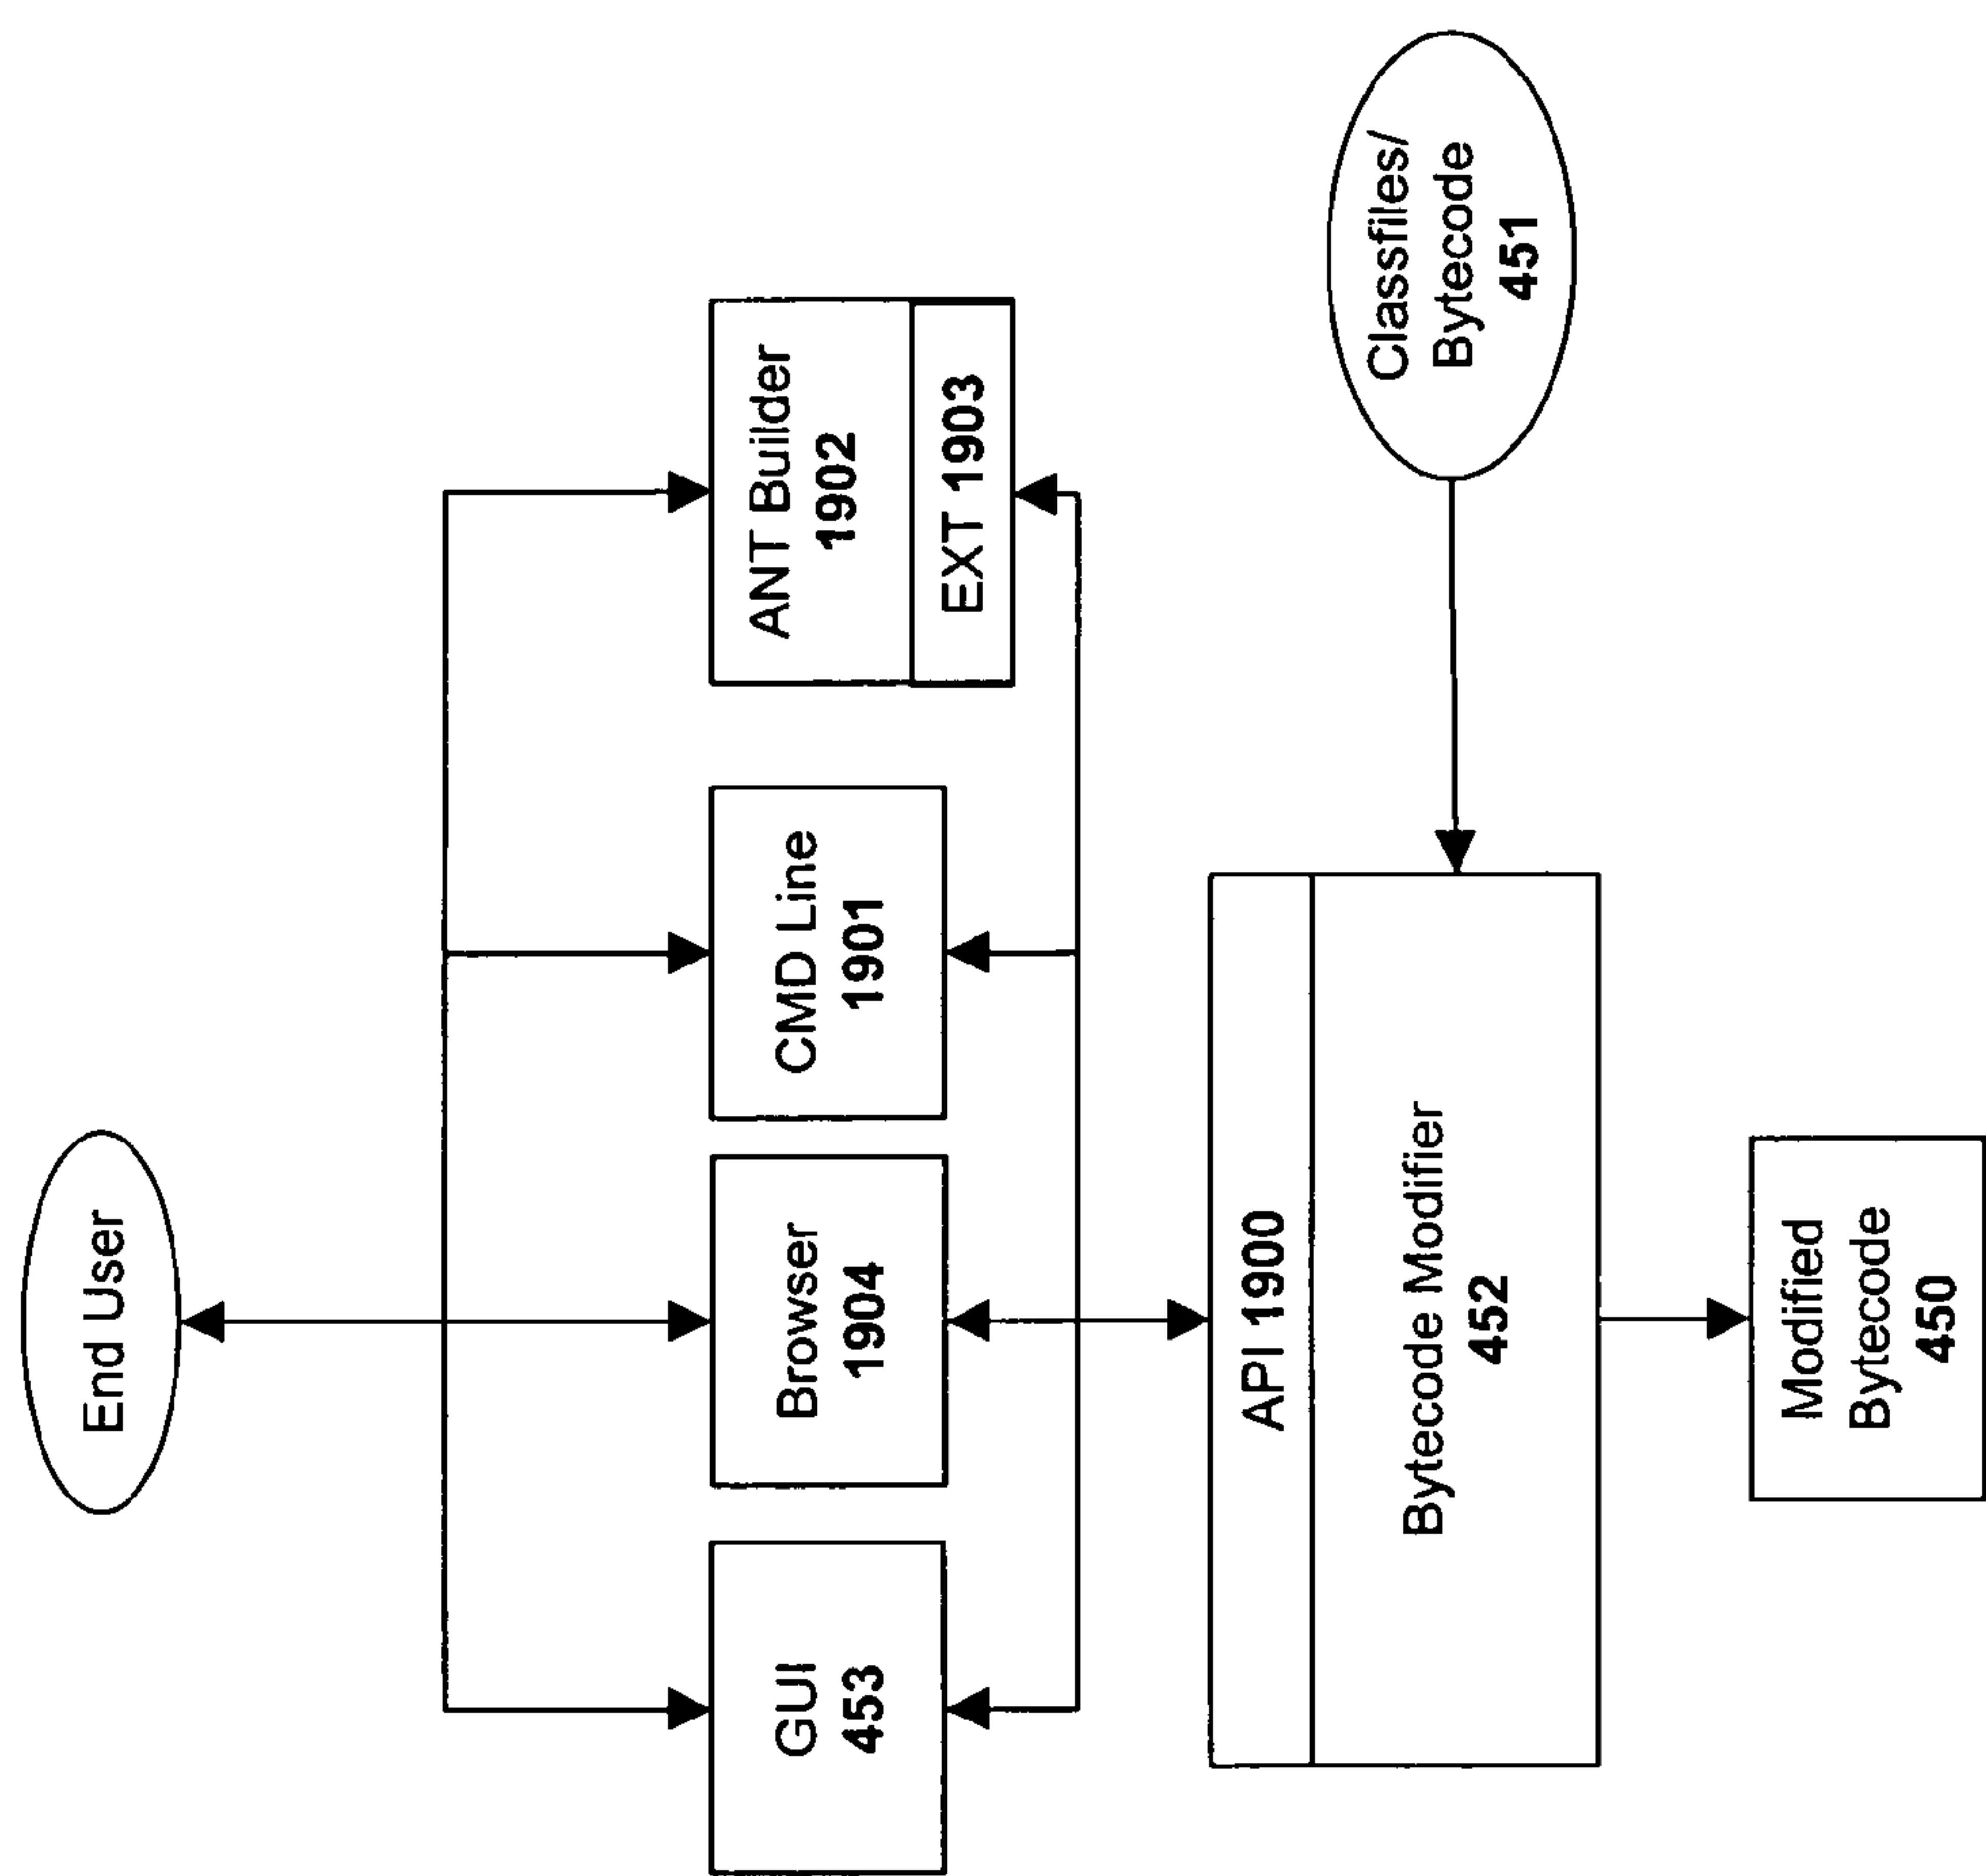 End User
GUI
453
Browser
1904
CMD Line
1901
ANT Builder
1902
EXT 1903
API 1900
Bytecode Modifier
452
Classfiles/
Bytecode
451
Modified
Bytecode
450